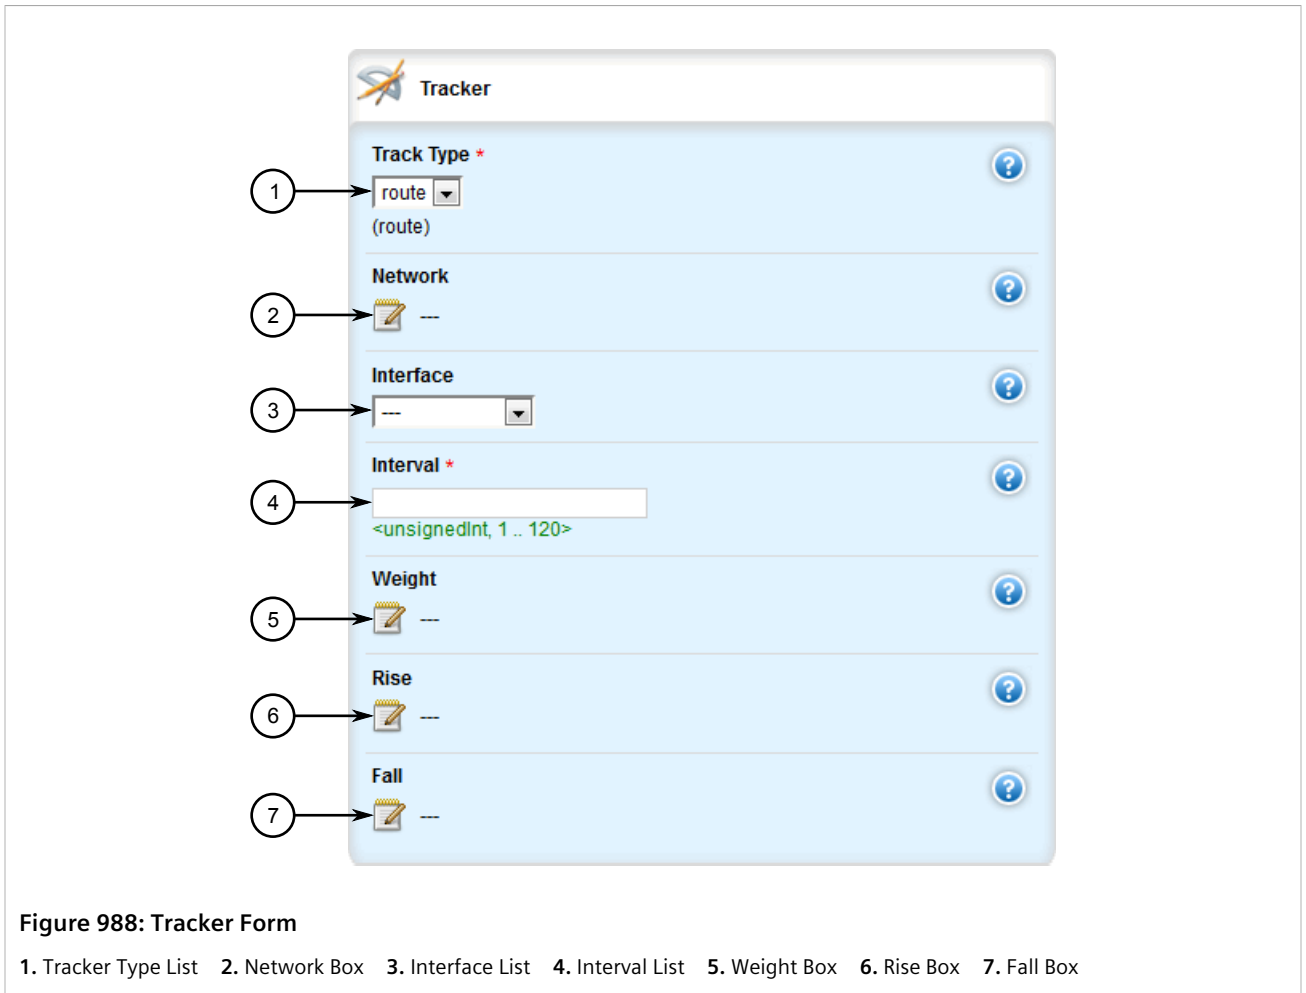 Tracker
Track Type *
1
route
(route)
Network
2
---
Interface
3
---
Interval *
4
<unsignedInt, 1 .. 120>
Weight
5
---
Rise
6
---
Fall
7
---
Figure 988: Tracker Form
1. Tracker Type List 2. Network Box 3. Interface List 4. Interval List 5. Weight Box 6. Rise Box 7. Fall Box